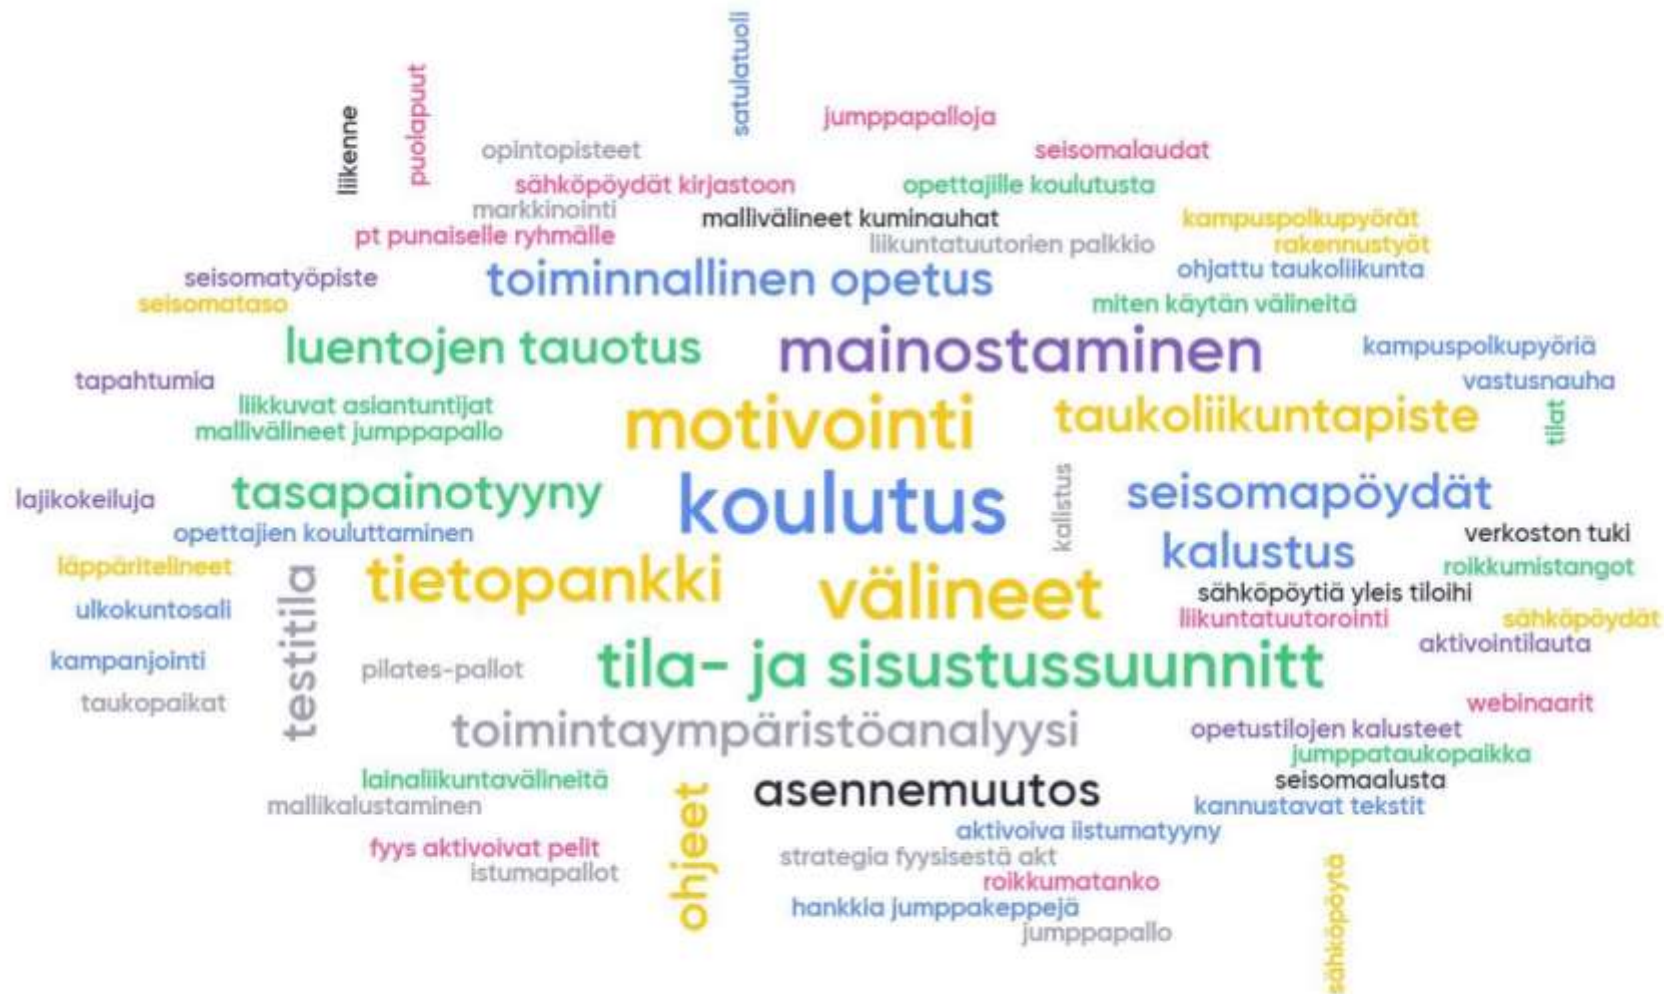 satulatuoli
puolapuut
liikenne
jumppapalloja
opintopisteet
seisomalaudat
sähköpöydät kirjastoon
opettajille koulutusta
markkinointi
mallivälineet kuminauhat
kampuspolkupyörät
pt punaiselle ryhmälle
liikuntatuutorien palkkio
rakennustyöt
seisomatyöpiste
toiminnallinen opetus
ohjattu taukoliikunta
seisomataso
miten käytän välineitä
luentojen tauotus
mainostaminen
kampuspolkupyöriä
tapahtumia
vastusnauha
liikkuvat asiantuntijat
motivointi
taukoliikuntapiste
tilat
mallivälineet jumppapallo
lajikokeiluja
tasapainotyyny
koulutus
kalistus
seisomapöydät
opettajien kouluttaminen
verkoston tuki
kalustus
läppäritelineet
tietopankki
välineet
roikkumistangot
sähköpöytiä yleis tiloihi
ulkokuntosali
testitila
liikuntatuutorointi
sähköpöydät
aktivointilauta
kampanjointi
pilates-pallot
tila- ja sisustussuunnitt
taukopaikat
webinaarit
toimintaympäristöanalyysi
opetustilojen kalusteet
jumppataukopaikka
lainaliikuntavälineitä
asennemuutos
seisomaalusta
mallikalustaminen
ohjeet
kannustavat tekstit
aktivoiva iistumatyyny
fyys aktivoivat pelit
strategia fyysisestä akt
istumapallot
roikkumatanko
hankkia jumppakeppejä
jumppapallo
sähköpöytä